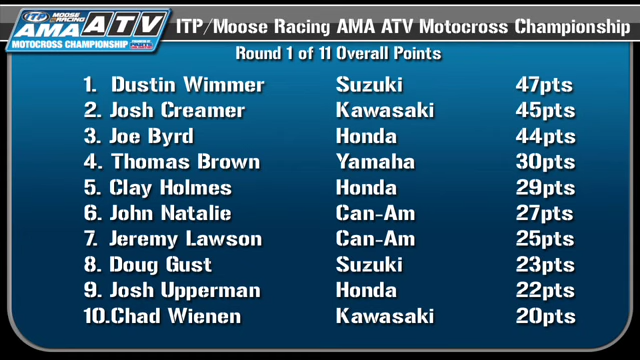 ITP
MOOSE RACING
AMA ATV
MOTOCROSS CHAMPIONSHIP
ITP/Moose Racing AMA ATV Motocross Championship
Round 1 of 11 Overall Points
1. Dustin Wimmer Suzuki 47pts
2. Josh Creamer Kawasaki 45pts
3. Joe Byrd Honda 44pts
4. Thomas Brown Yamaha 30pts
5. Clay Holmes Honda 29pts
6. John Natalie Can-Am 27pts
7. Jeremy Lawson Can-Am 25pts
8. Doug Gust Suzuki 23pts
9. Josh Upperman Honda 22pts
10.Chad Wienen Kawasaki 20pts